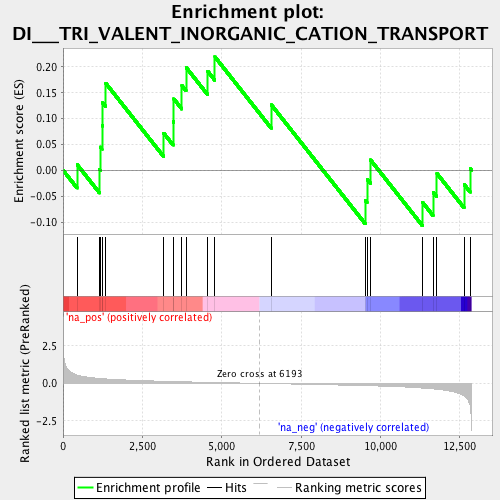 Enrichment plot:
DI___TRI_VALENT_INORGANIC_CATION_TRANSPORT
Enrichment score (ES)
0.20
0.15
0.10
0.05
0.00
-0.05
-0.10
'na_pos' (positively correlated)
Ranked list metric (PreRanked)
2.5
0.0
-2.5
Zero cross at 6193
'na_neg' (negatively correlated)
0 2,500 5,000 7,500 10,000 12,500
Rank in Ordered Dataset
Enrichment profile Hits Ranking metric scores